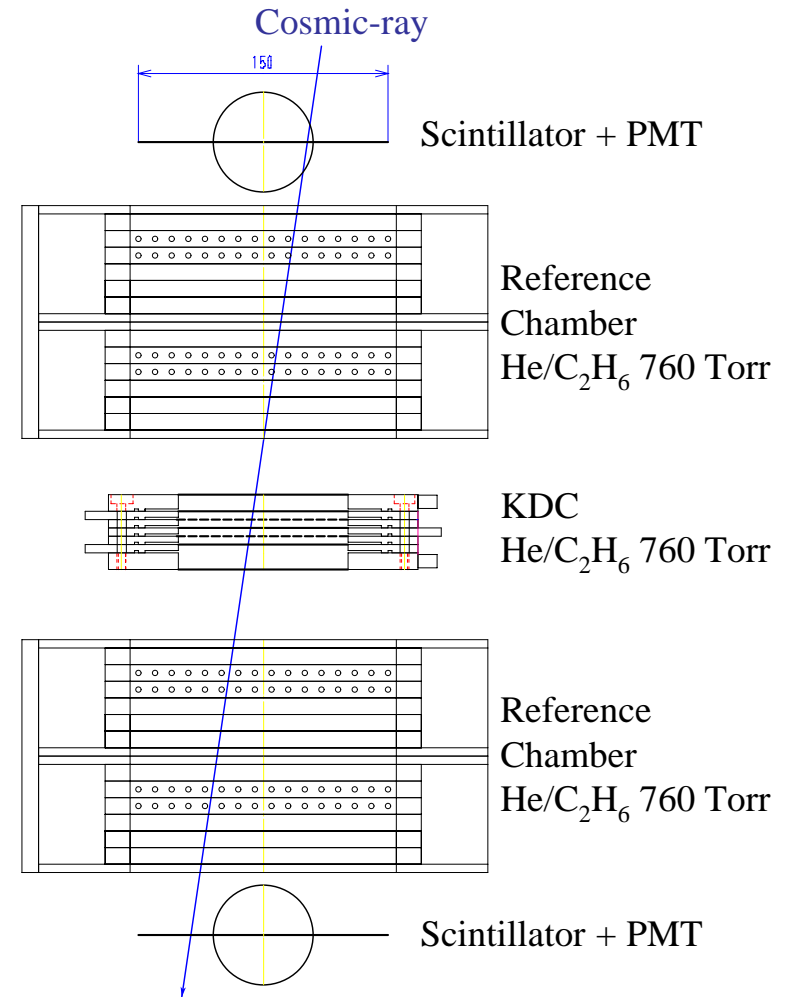 Cosmic-ray
150
Scintillator + PMT
Reference
Chamber
He/C₂H₆ 760 Torr
KDC
He/C₂H₆ 760 Torr
Reference
Chamber
He/C₂H₆ 760 Torr
Scintillator + PMT